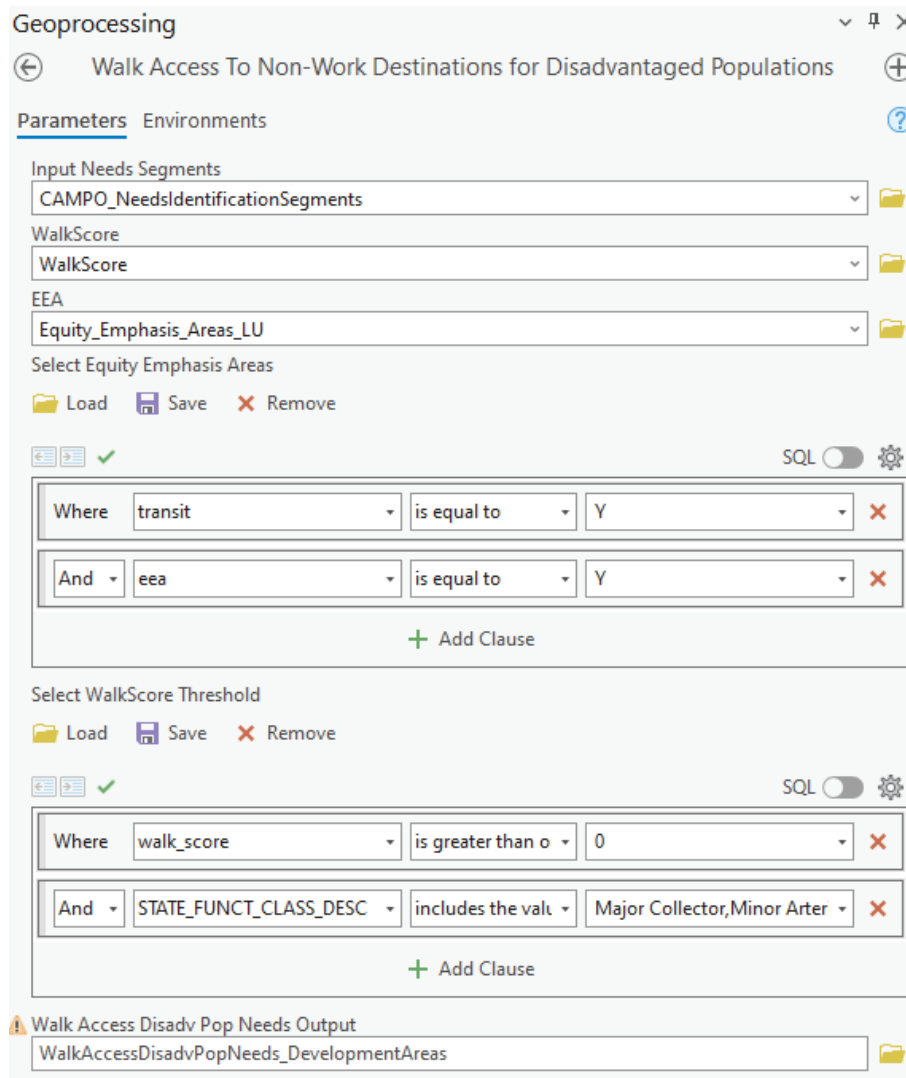 Geoprocessing
Walk Access To Non-Work Destinations for Disadvantaged Populations
Parameters Environments
Input Needs Segments
CAMPO_NeedsIdentificationSegments
WalkScore
WalkScore
EEA
Equity_Emphasis_Areas_LU
Select Equity Emphasis Areas
Load Save Remove
SQL
Where transit is equal to Y
And eea is equal to Y
Add Clause
Select WalkScore Threshold
Load Save Remove
SQL
Where walk_score is greater than o 0
And STATE_FUNCT_CLASS_DESC includes the valu Major Collector,Minor Arter
Add Clause
Walk Access Disadv Pop Needs Output
WalkAccessDisadvPopNeeds_DevelopmentAreas